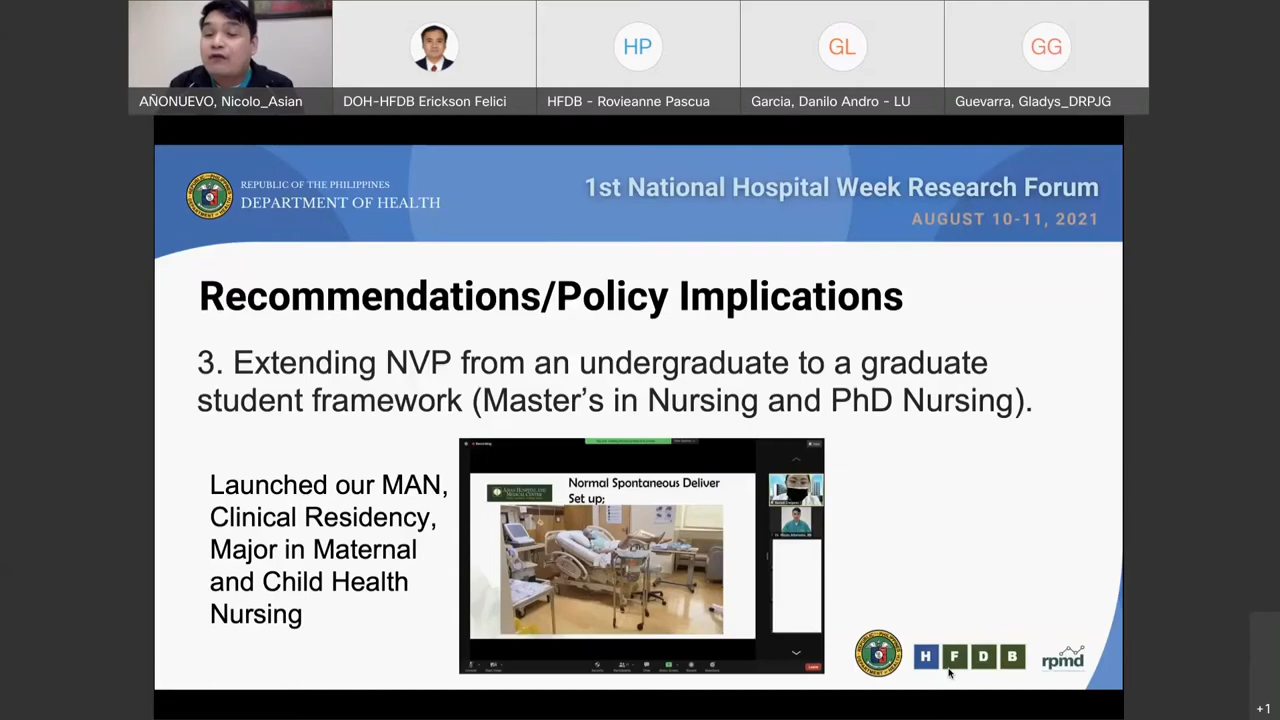 HP
GL
GG
AÑONUEVO, Nicolo_Asian
DOH-HFDB Erickson Felici
HFDB - Rovieanne Pascua
Garcia, Danilo Andro - LU
Guevarra, Gladys_DRPJG
REPUBLIC OF THE PHILIPPINES
DEPARTMENT OF HEALTH
1st National Hospital Week Research Forum
AUGUST 10-11, 2021
Recommendations/Policy Implications
3. Extending NVP from an undergraduate to a graduate
student framework (Master's in Nursing and PhD Nursing).
Launched our MAN,
Clinical Residency,
Major in Maternal
and Child Health
Nursing
Normal Spontaneous Deliver
Set up;
H F D B
rpmd
+1